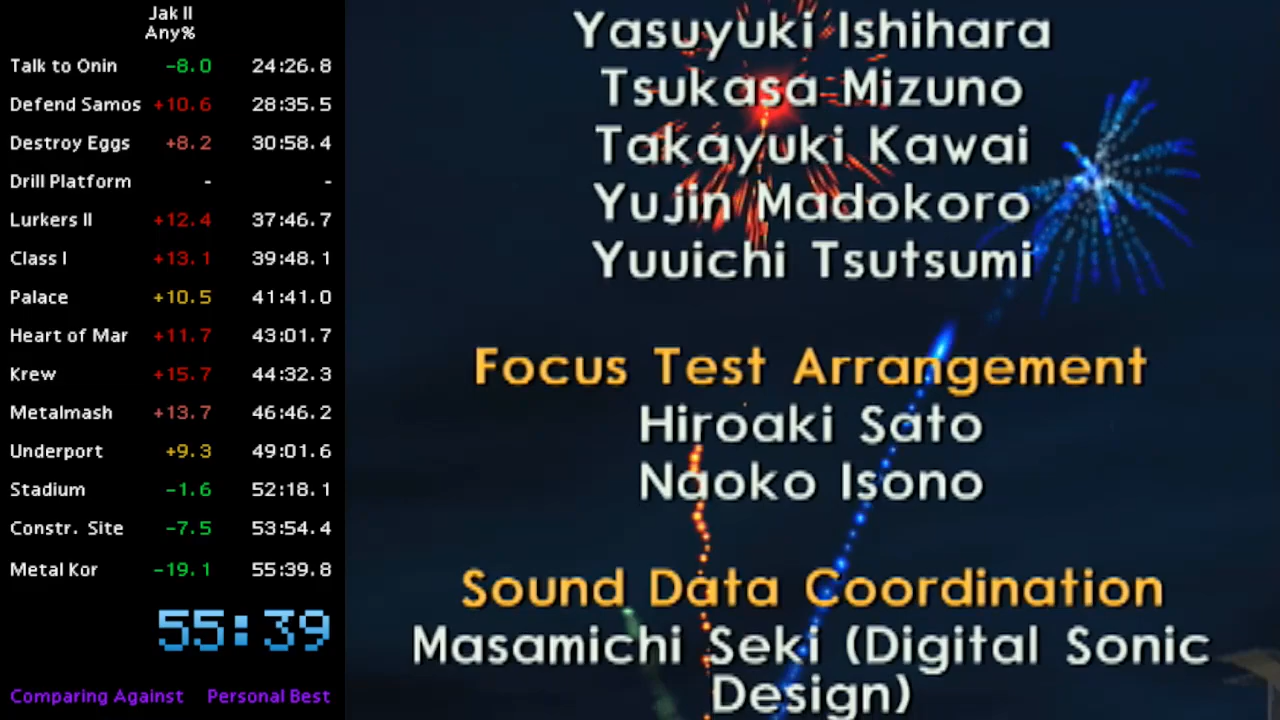 Jak II
Any%
Talk to Onin -8.0 24:26.8
Defend Samos +10.6 28:35.5
Destroy Eggs +8.2 30:58.4
Drill Platform - -
Lurkers II +12.4 37:46.7
Class I +13.1 39:48.1
Palace +10.5 41:41.0
Heart of Mar +11.7 43:01.7
Krew +15.7 44:32.3
Metalmash +13.7 46:46.2
Underport +9.3 49:01.6
Stadium -1.6 52:18.1
Constr. Site -7.5 53:54.4
Metal Kor -19.1 55:39.8
55:39
Comparing Against Personal Best
Yasuyuki Ishihara
Tsukasa Mizuno
Takayuki Kawai
Yujin Madokoro
Yuuichi Tsutsumi
Focus Test Arrangement
Hiroaki Sato
Naoko Isono
Sound Data Coordination
Masamichi Seki (Digital Sonic
Design)